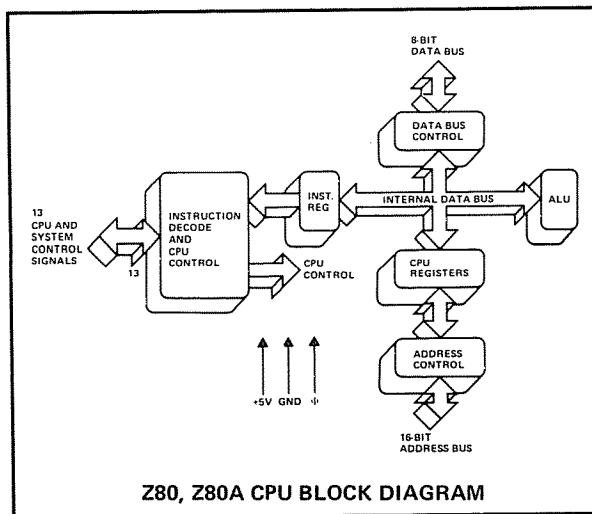 8-BIT
DATA BUS
DATA BUS
CONTROL
INST.
REG
INTERNAL DATA BUS
ALU
13
CPU AND
SYSTEM
CONTROL
SIGNALS
13
INSTRUCTION
DECODE
AND
CPU
CONTROL
CPU
CONTROL
CPU
REGISTERS
ADDRESS
CONTROL
+5V GND Φ
16-BIT
ADDRESS BUS
Z80, Z80A CPU BLOCK DIAGRAM